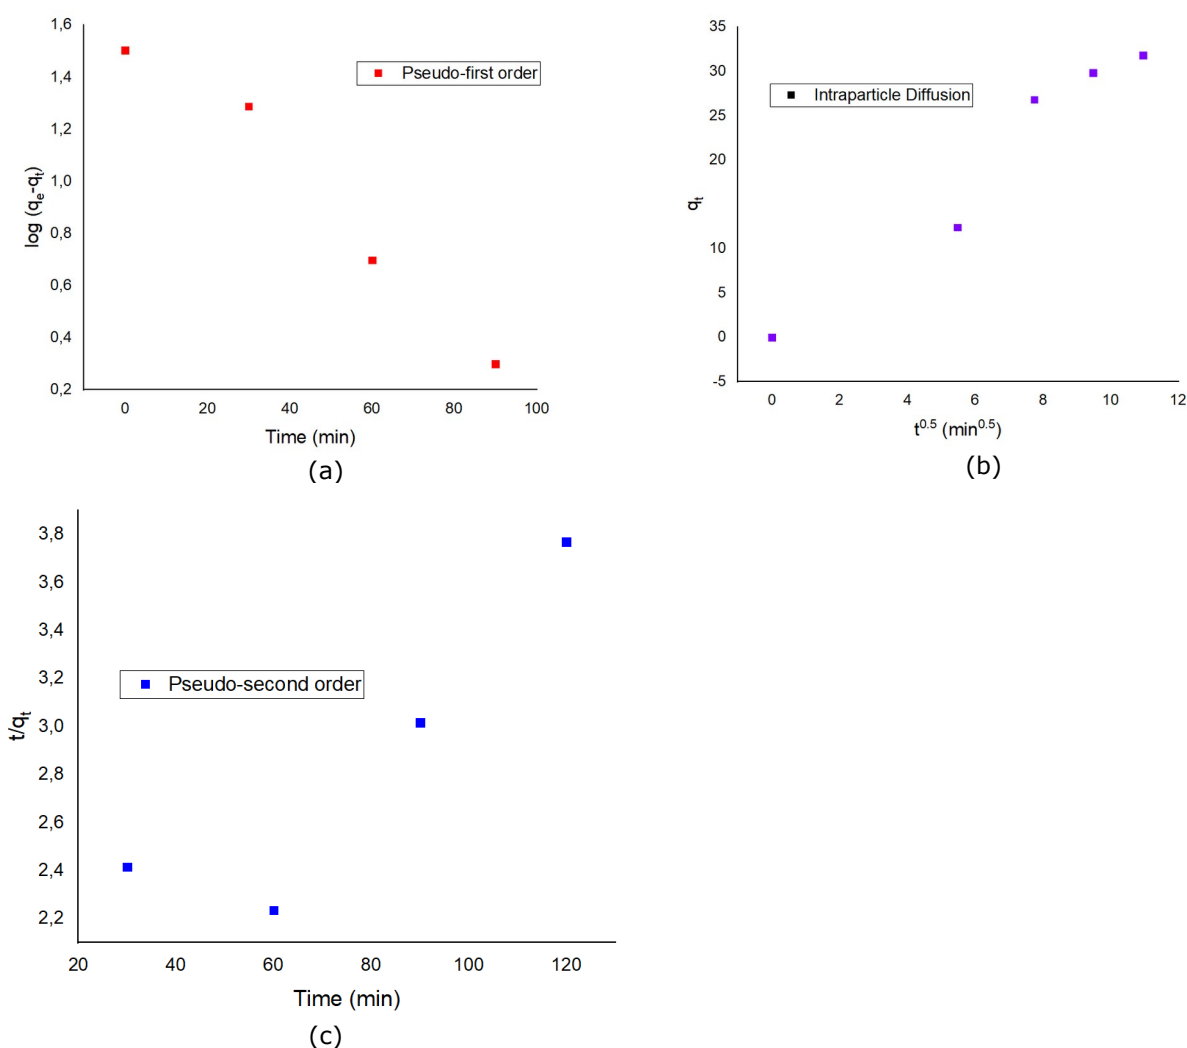 1,6
1,4
1,2
1,0
0,8
0,6
0,4
0,2
log (qe-qt)
Pseudo-first order
0 20 40 60 80 100
Time (min)
(a)
35
30
25
20
10
5
0
-5
qt
Intraparticle Diffusion
0 2 4 6 8 10 12
t^0.5 (min^0.5)
(b)
3,8
3,6
3,4
3,2
3,0
2,8
2,6
2,4
2,2
t/qt
Pseudo-second order
20 40 60 80 100 120
Time (min)
(c)